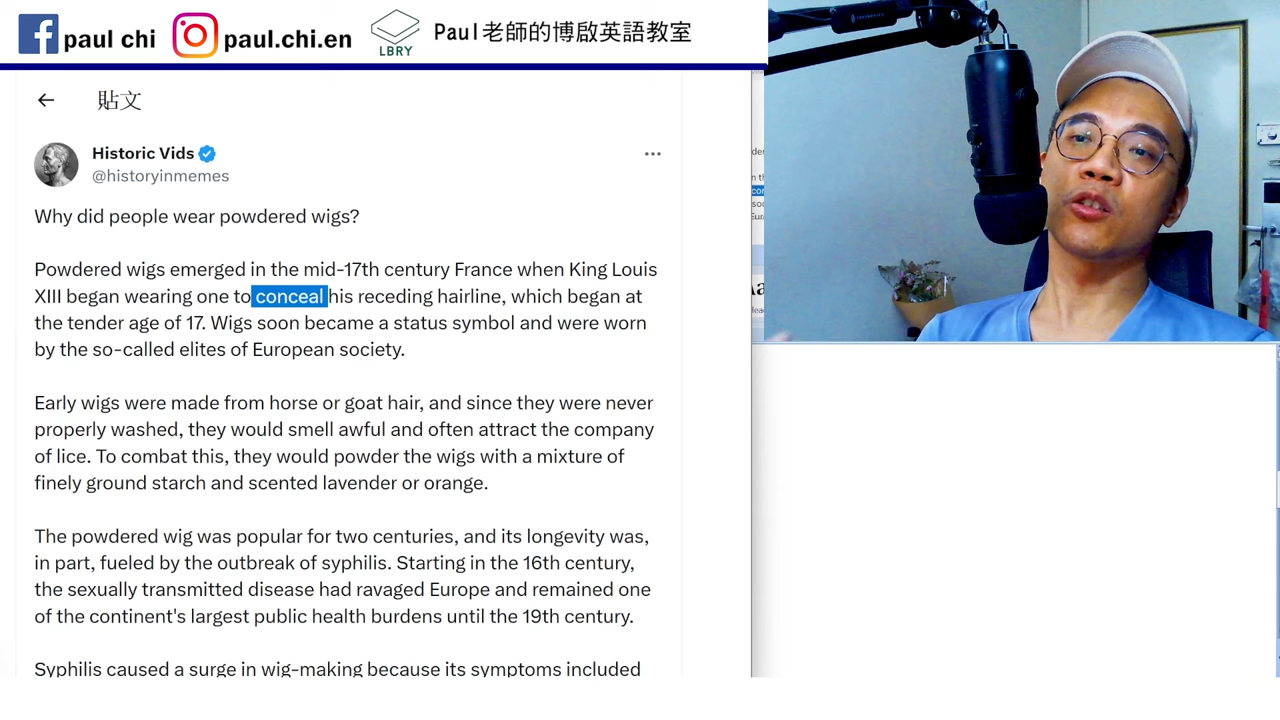 paul chi
paul.chi.en
LBRY
Paul老師的博啟英語教室
貼文
Historic Vids
@historyinmemes
Why did people wear powdered wigs?
Powdered wigs emerged in the mid-17th century France when King Louis
XIII began wearing one to conceal his receding hairline, which began at
the tender age of 17. Wigs soon became a status symbol and were worn
by the so-called elites of European society.
Early wigs were made from horse or goat hair, and since they were never
properly washed, they would smell awful and often attract the company
of lice. To combat this, they would powder the wigs with a mixture of
finely ground starch and scented lavender or orange.
The powdered wig was popular for two centuries, and its longevity was,
in part, fueled by the outbreak of syphilis. Starting in the 16th century,
the sexually transmitted disease had ravaged Europe and remained one
of the continent's largest public health burdens until the 19th century.
Syphilis caused a surge in wig-making because its symptoms included